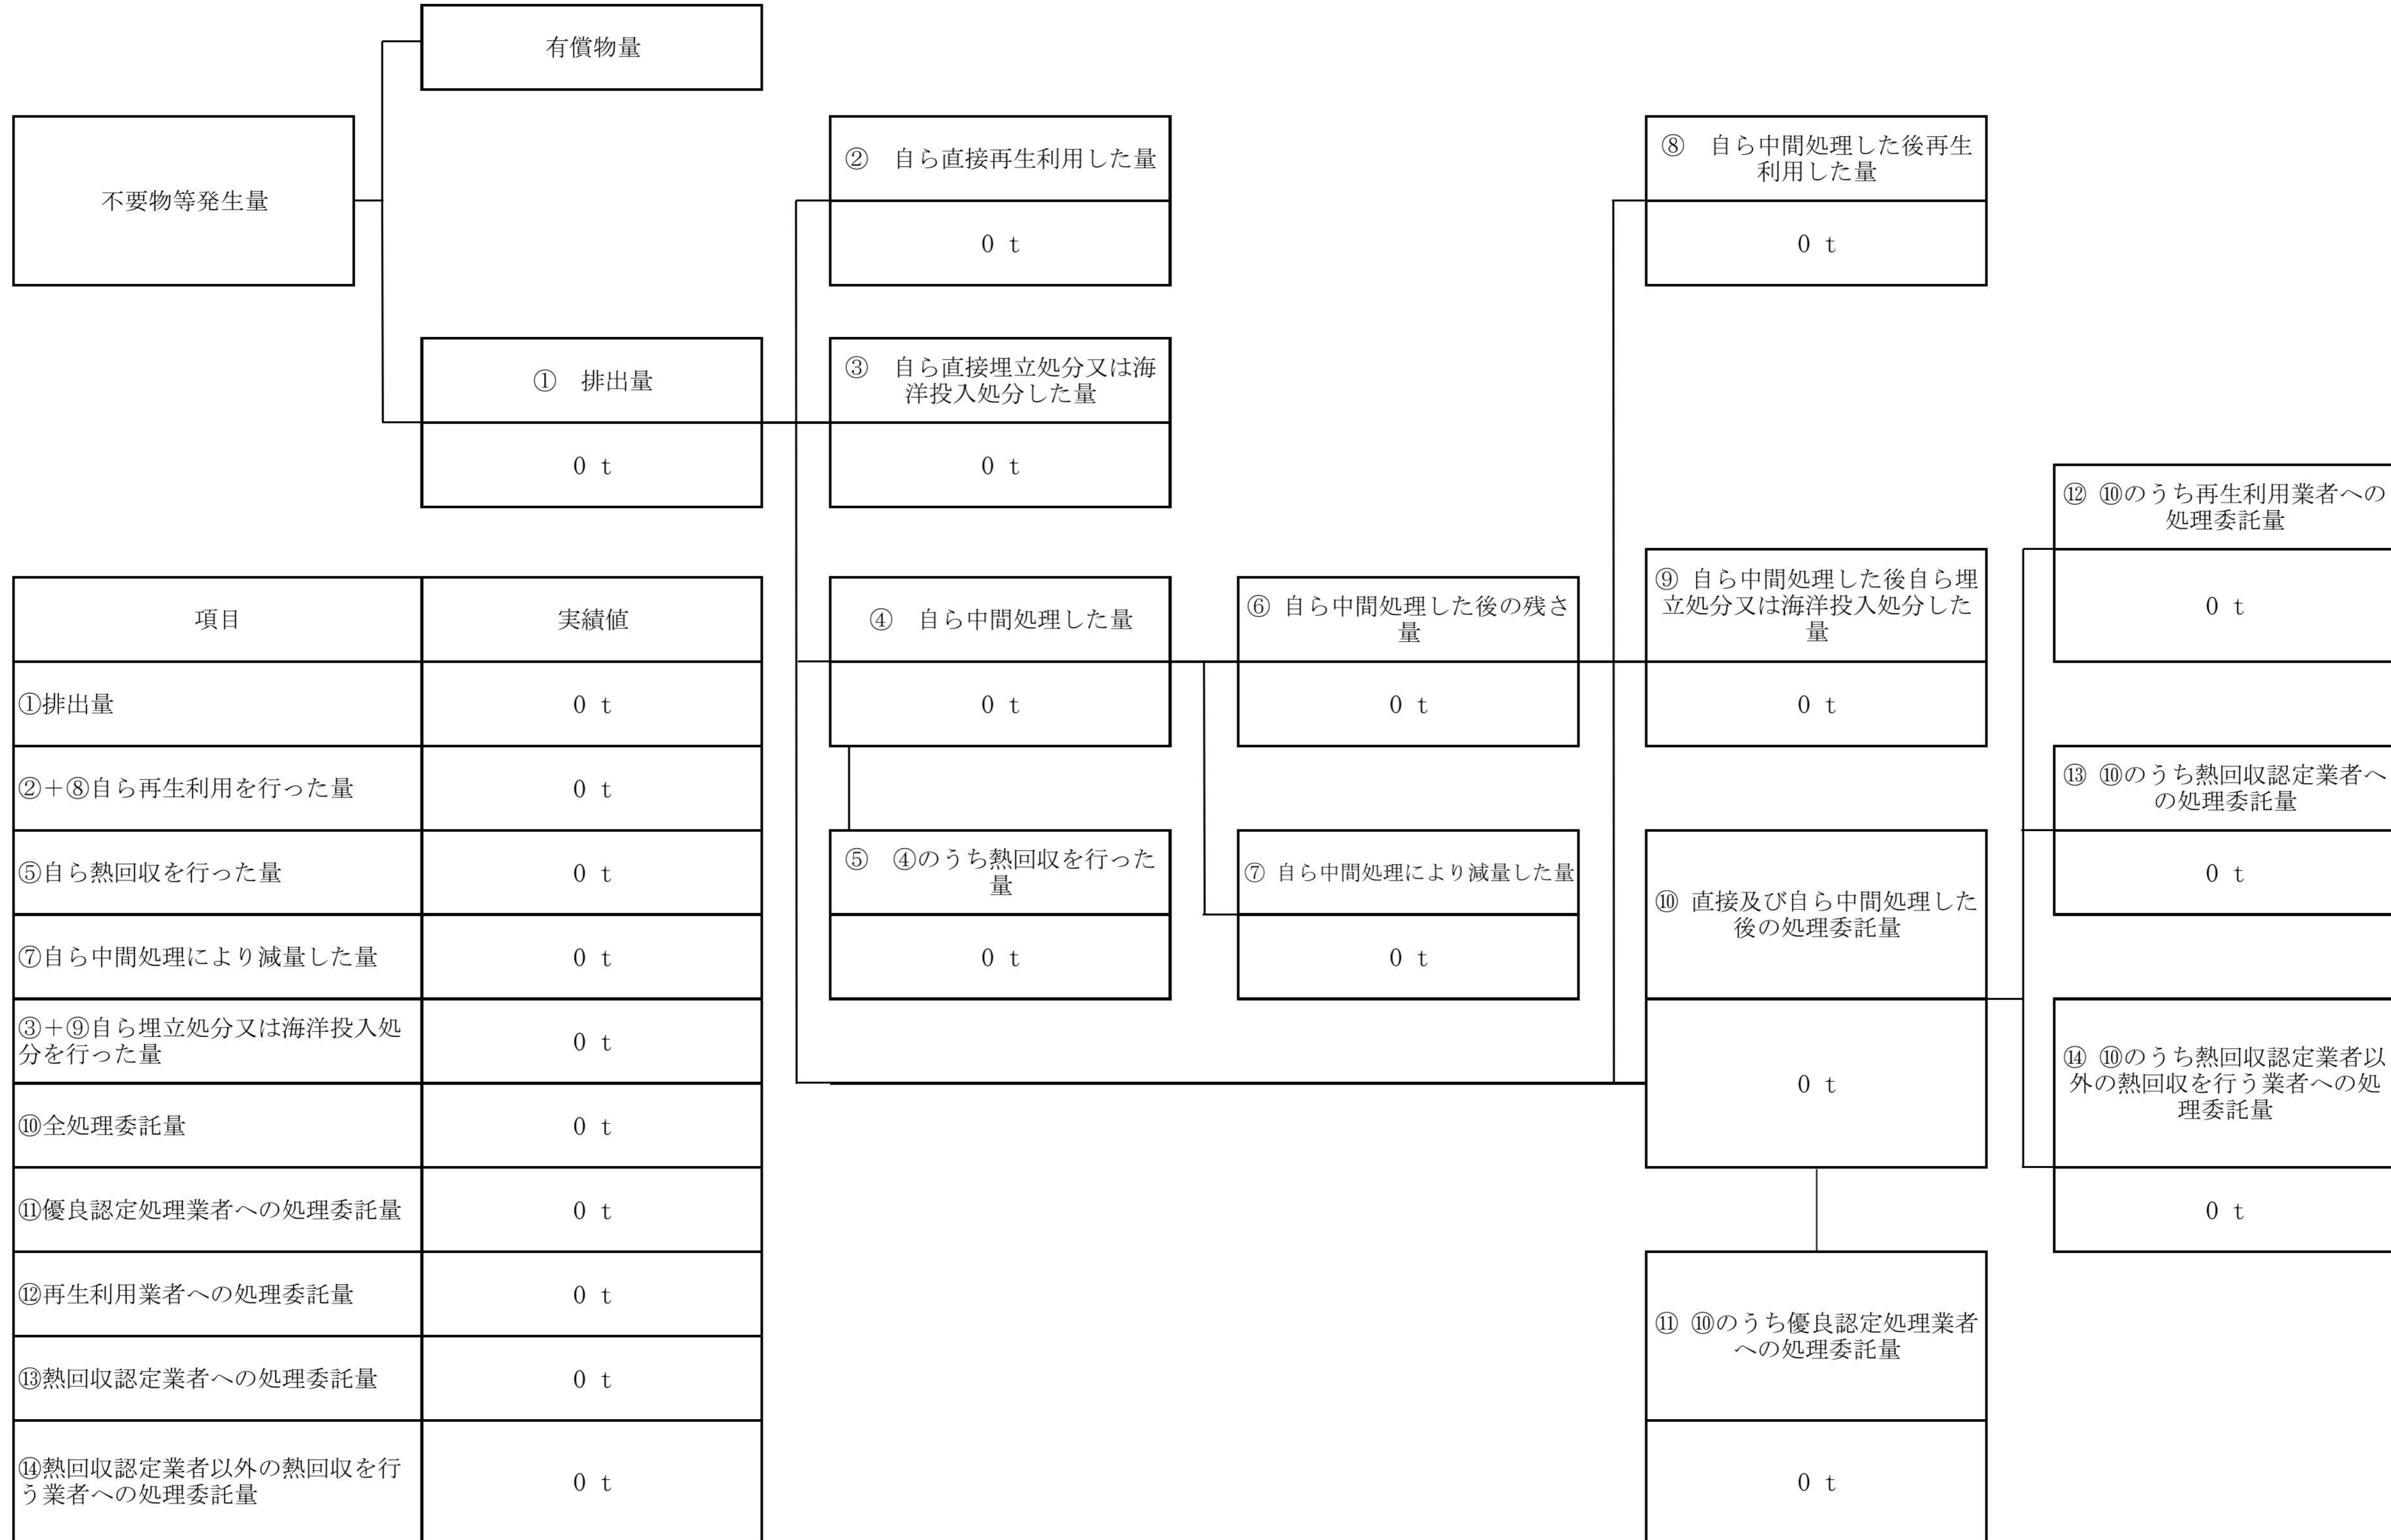 有償物量
不要物等発生量
②　自ら直接再生利用した量
0 t
⑧　自ら中間処理した後再生
利用した量
0 t
①　排出量
0 t
③　自ら直接埋立処分又は海
洋投入処分した量
0 t
⑫ ⑩のうち再生利用業者への
処理委託量
0 t
④　自ら中間処理した量
0 t
⑥ 自ら中間処理した後の残さ
量
0 t
⑨ 自ら中間処理した後自ら埋
立処分又は海洋投入処分した
量
0 t
⑬ ⑩のうち熱回収認定業者へ
の処理委託量
0 t
⑤　④のうち熱回収を行った
量
0 t
⑦ 自ら中間処理により減量した量
0 t
⑩ 直接及び自ら中間処理した
後の処理委託量
0 t
⑭ ⑩のうち熱回収認定業者以
外の熱回収を行う業者への処
理委託量
0 t
⑪ ⑩のうち優良認定処理業者
への処理委託量
0 t
項目 実績値
①排出量 0 t
②＋⑧自ら再生利用を行った量 0 t
⑤自ら熱回収を行った量 0 t
⑦自ら中間処理により減量した量 0 t
③＋⑨自ら埋立処分又は海洋投入処
分を行った量 0 t
⑩全処理委託量 0 t
⑪優良認定処理業者への処理委託量 0 t
⑫再生利用業者への処理委託量 0 t
⑬熱回収認定業者への処理委託量 0 t
⑭熱回収認定業者以外の熱回収を行
う業者への処理委託量 0 t